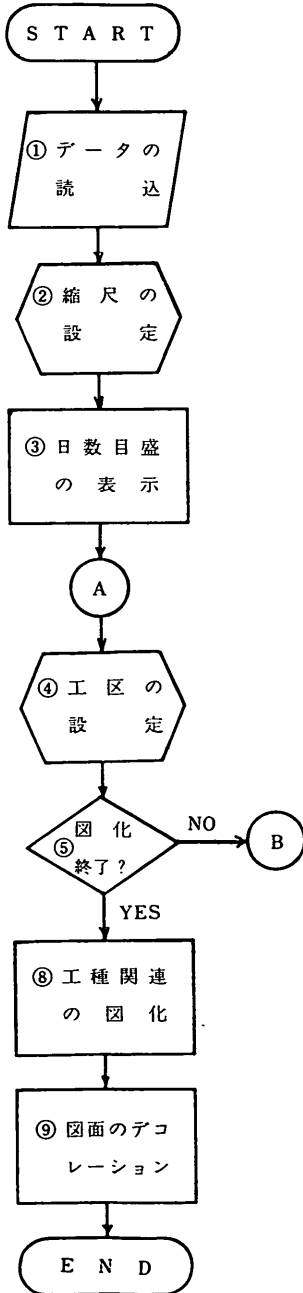 START
①データの
読込
②縮尺の
設定
③日数目盛
の表示
A
④工区の
設定
図化
⑤
終了?
NO
B
YES
⑧工種関連
の図化
⑨図面のデコ
レーション
END